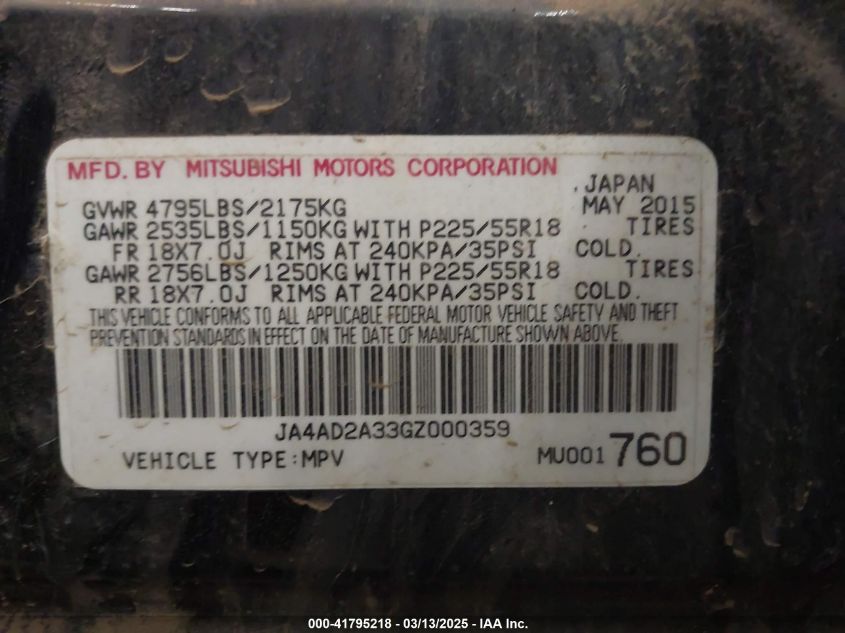 MFD. BY MITSUBISHI MOTORS CORPORATION
JAPAN
GVWR 4795LBS/2175KG MAY 2015
GAWR 2535LBS/1150KG WITH P225/55R18 TIRES
FR 18X7.0J RIMS AT 240KPA/35PSI COLD.
GAWR 2756LBS/1250KG WITH P225/55R18 TIRES
RR 18X7.0J RIMS AT 240KPA/35PSI COLD.
THIS VEHICLE CONFORMS TO ALL APPLICABLE FEDERAL MOTOR VEHICLE SAFETY AND THEFT
PREVENTION STANDARDS IN EFFECT ON THE DATE OF MANUFACTURE SHOWN ABOVE.
JA4AD2A33GZ000359
VEHICLE TYPE:MPV MU001760
000-41795218 - 03/13/2025 - IAA Inc.